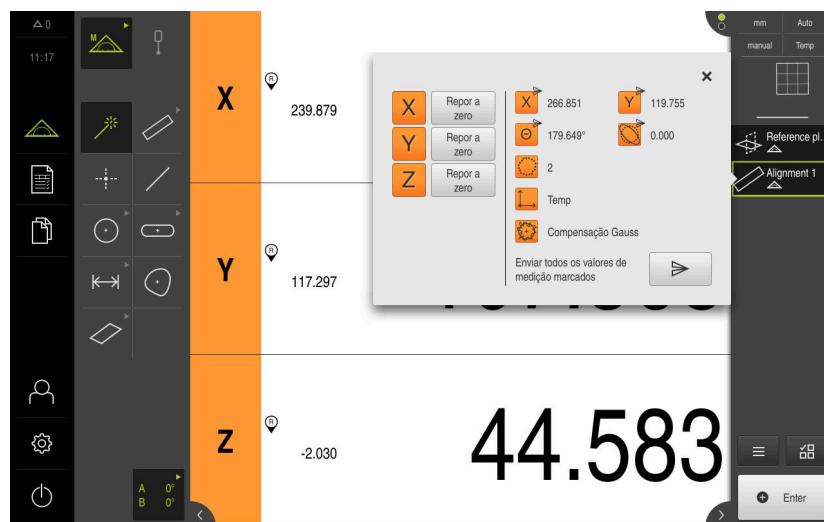 0
11:17
M
A 0°
B 0°
X
R
239.879
Y
R
117.297
Z
R
-2.030
44.583
X
Repor a
zero
Y
Repor a
zero
Z
Repor a
zero
X 266.851
Y 119.755
Θ 179.649°
0.000
2
Temp
Compensação Gauss
Enviar todos os valores de
medição marcados
mm Auto
manual Temp
Reference pl.
Alignment 1
Enter